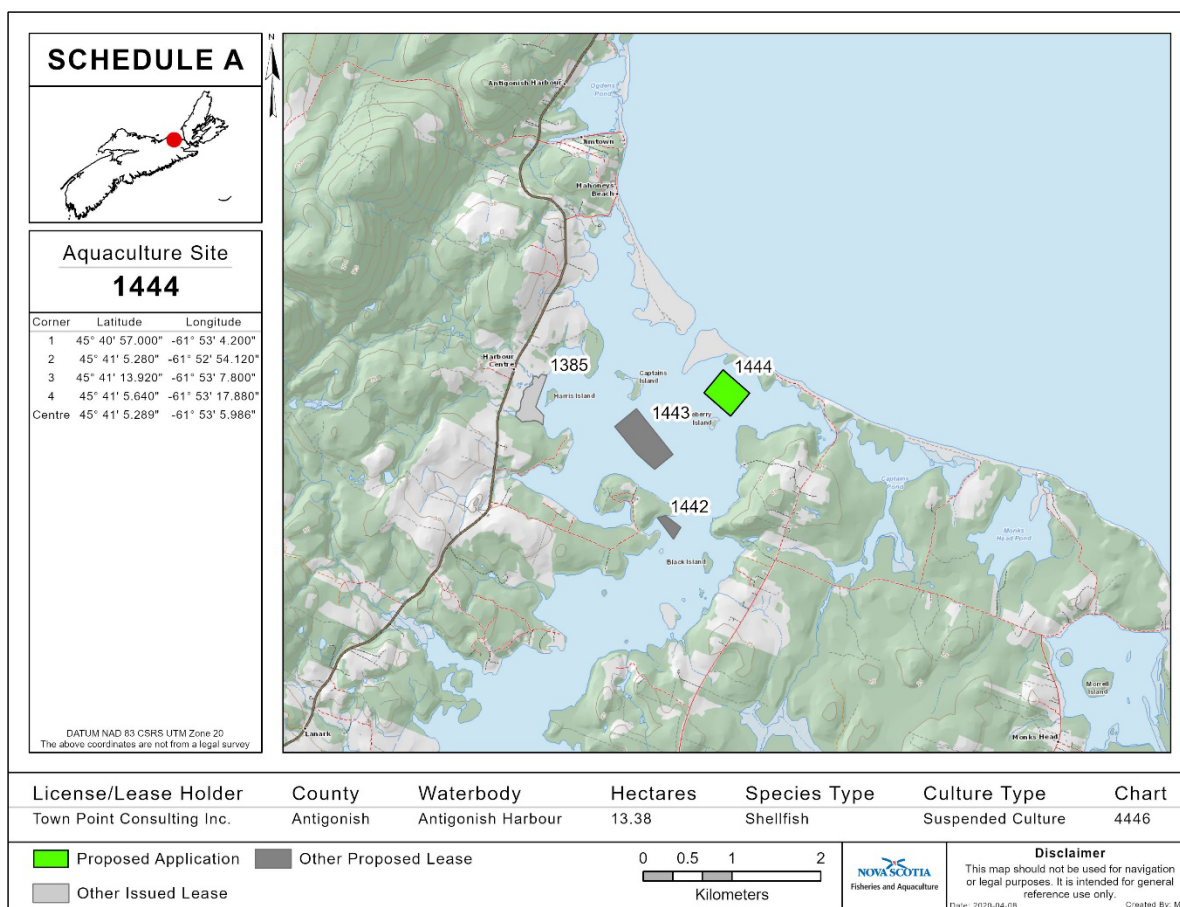 SCHEDULE A
N
Aquaculture Site
1444
Corner Latitude Longitude
1 45° 40' 57.000" -61° 53' 4.200"
2 45° 41' 5.280" -61° 52' 54.120"
3 45° 41' 13.920" -61° 53' 7.800"
4 45° 41' 5.640" -61° 53' 17.880"
Centre 45° 41' 5.289" -61° 53' 5.986"
DATUM NAD 83 CSRS UTM Zone 20
The above coordinates are not from a legal survey
Antigonish Harbour
Ogdens
Pond
Mahoneys
Beach
Harbour
Centre
1385
Harris Island
Captains
Island
1444
1443
Island
1442
Black Island
Captains
Pond
Monks
Head Pond
Morrell
Island
Monks Head
Lanark
License/Lease Holder County Waterbody Hectares Species Type Culture Type Chart
Town Point Consulting Inc. Antigonish Antigonish Harbour 13.38 Shellfish Suspended Culture 4446
Proposed Application Other Proposed Lease
Other Issued Lease
0 0.5 1 2
Kilometers
NOVA SCOTIA
Fisheries and Aquaculture
Disclaimer
This map should not be used for navigation
or legal purposes. It is intended for general
reference use only.
Date: 2020-04-08 Created By: M